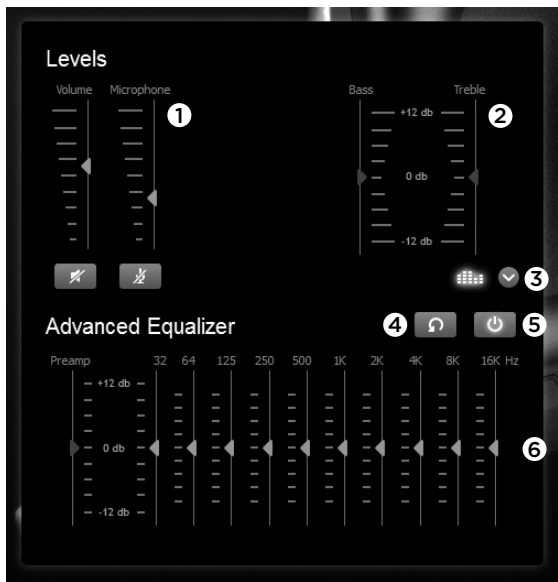 Levels
Volume Microphone Bass Treble
1 2
+12 db
0 db
-12 db
3
Advanced Equalizer 4 5
Preamp 32 64 125 250 500 1K 2K 4K 8K 16K Hz
+12 db
0 db 6
-12 db